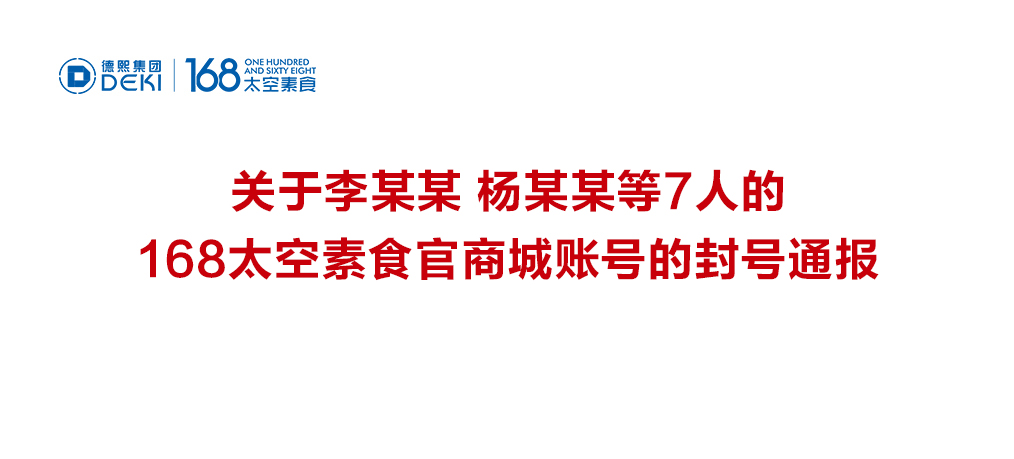 德熙集团
DEKI
168
ONE HUNDRED
AND SIXTY EIGHT
太空素食
关于李某某 杨某某等7人的
168太空素食官商城账号的封号通报